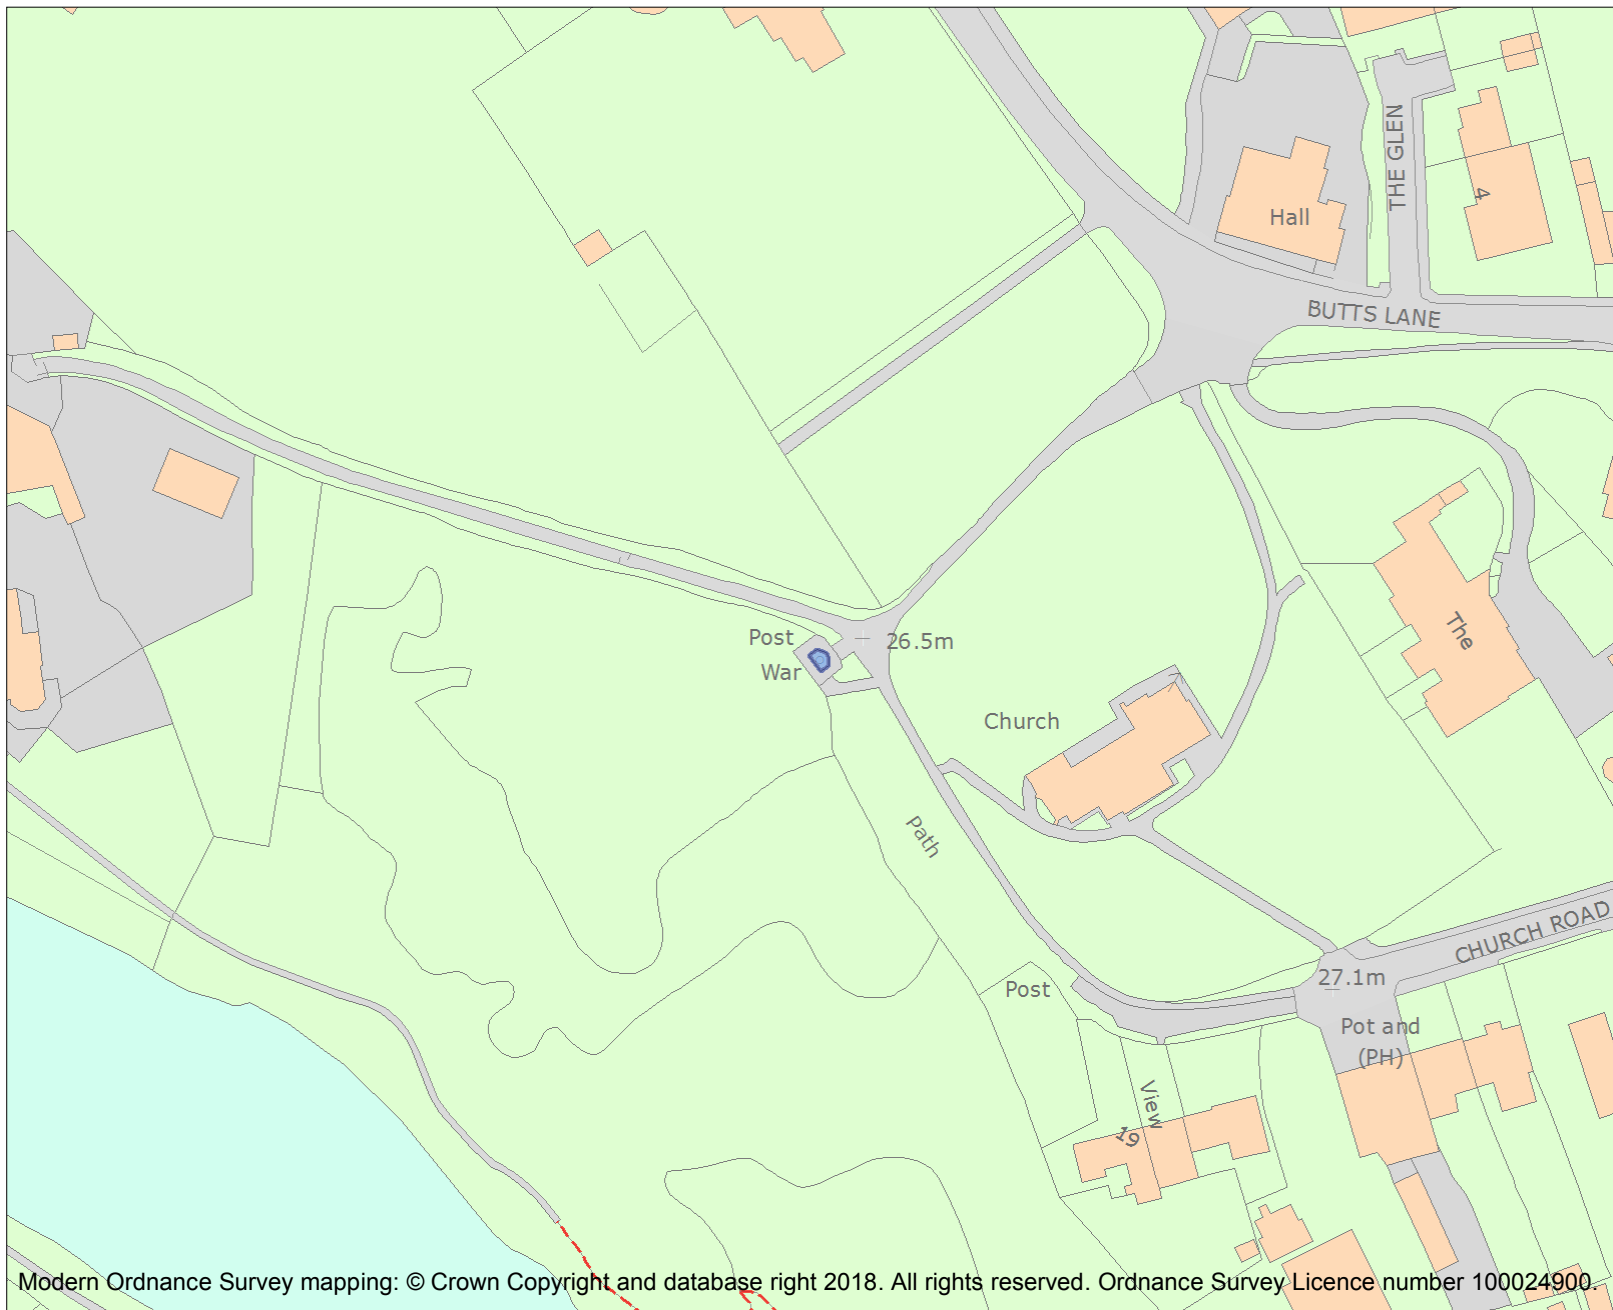 THE GLEN
4
Hall
BUTTS LANE
Post
War
26.5m
The
Church
Path
CHURCH ROAD
27.1m
Post
Pot and
(PH)
View
19
Modern Ordnance Survey mapping: © Crown Copyright and database right 2018. All rights reserved. Ordnance Survey Licence number 100024900.